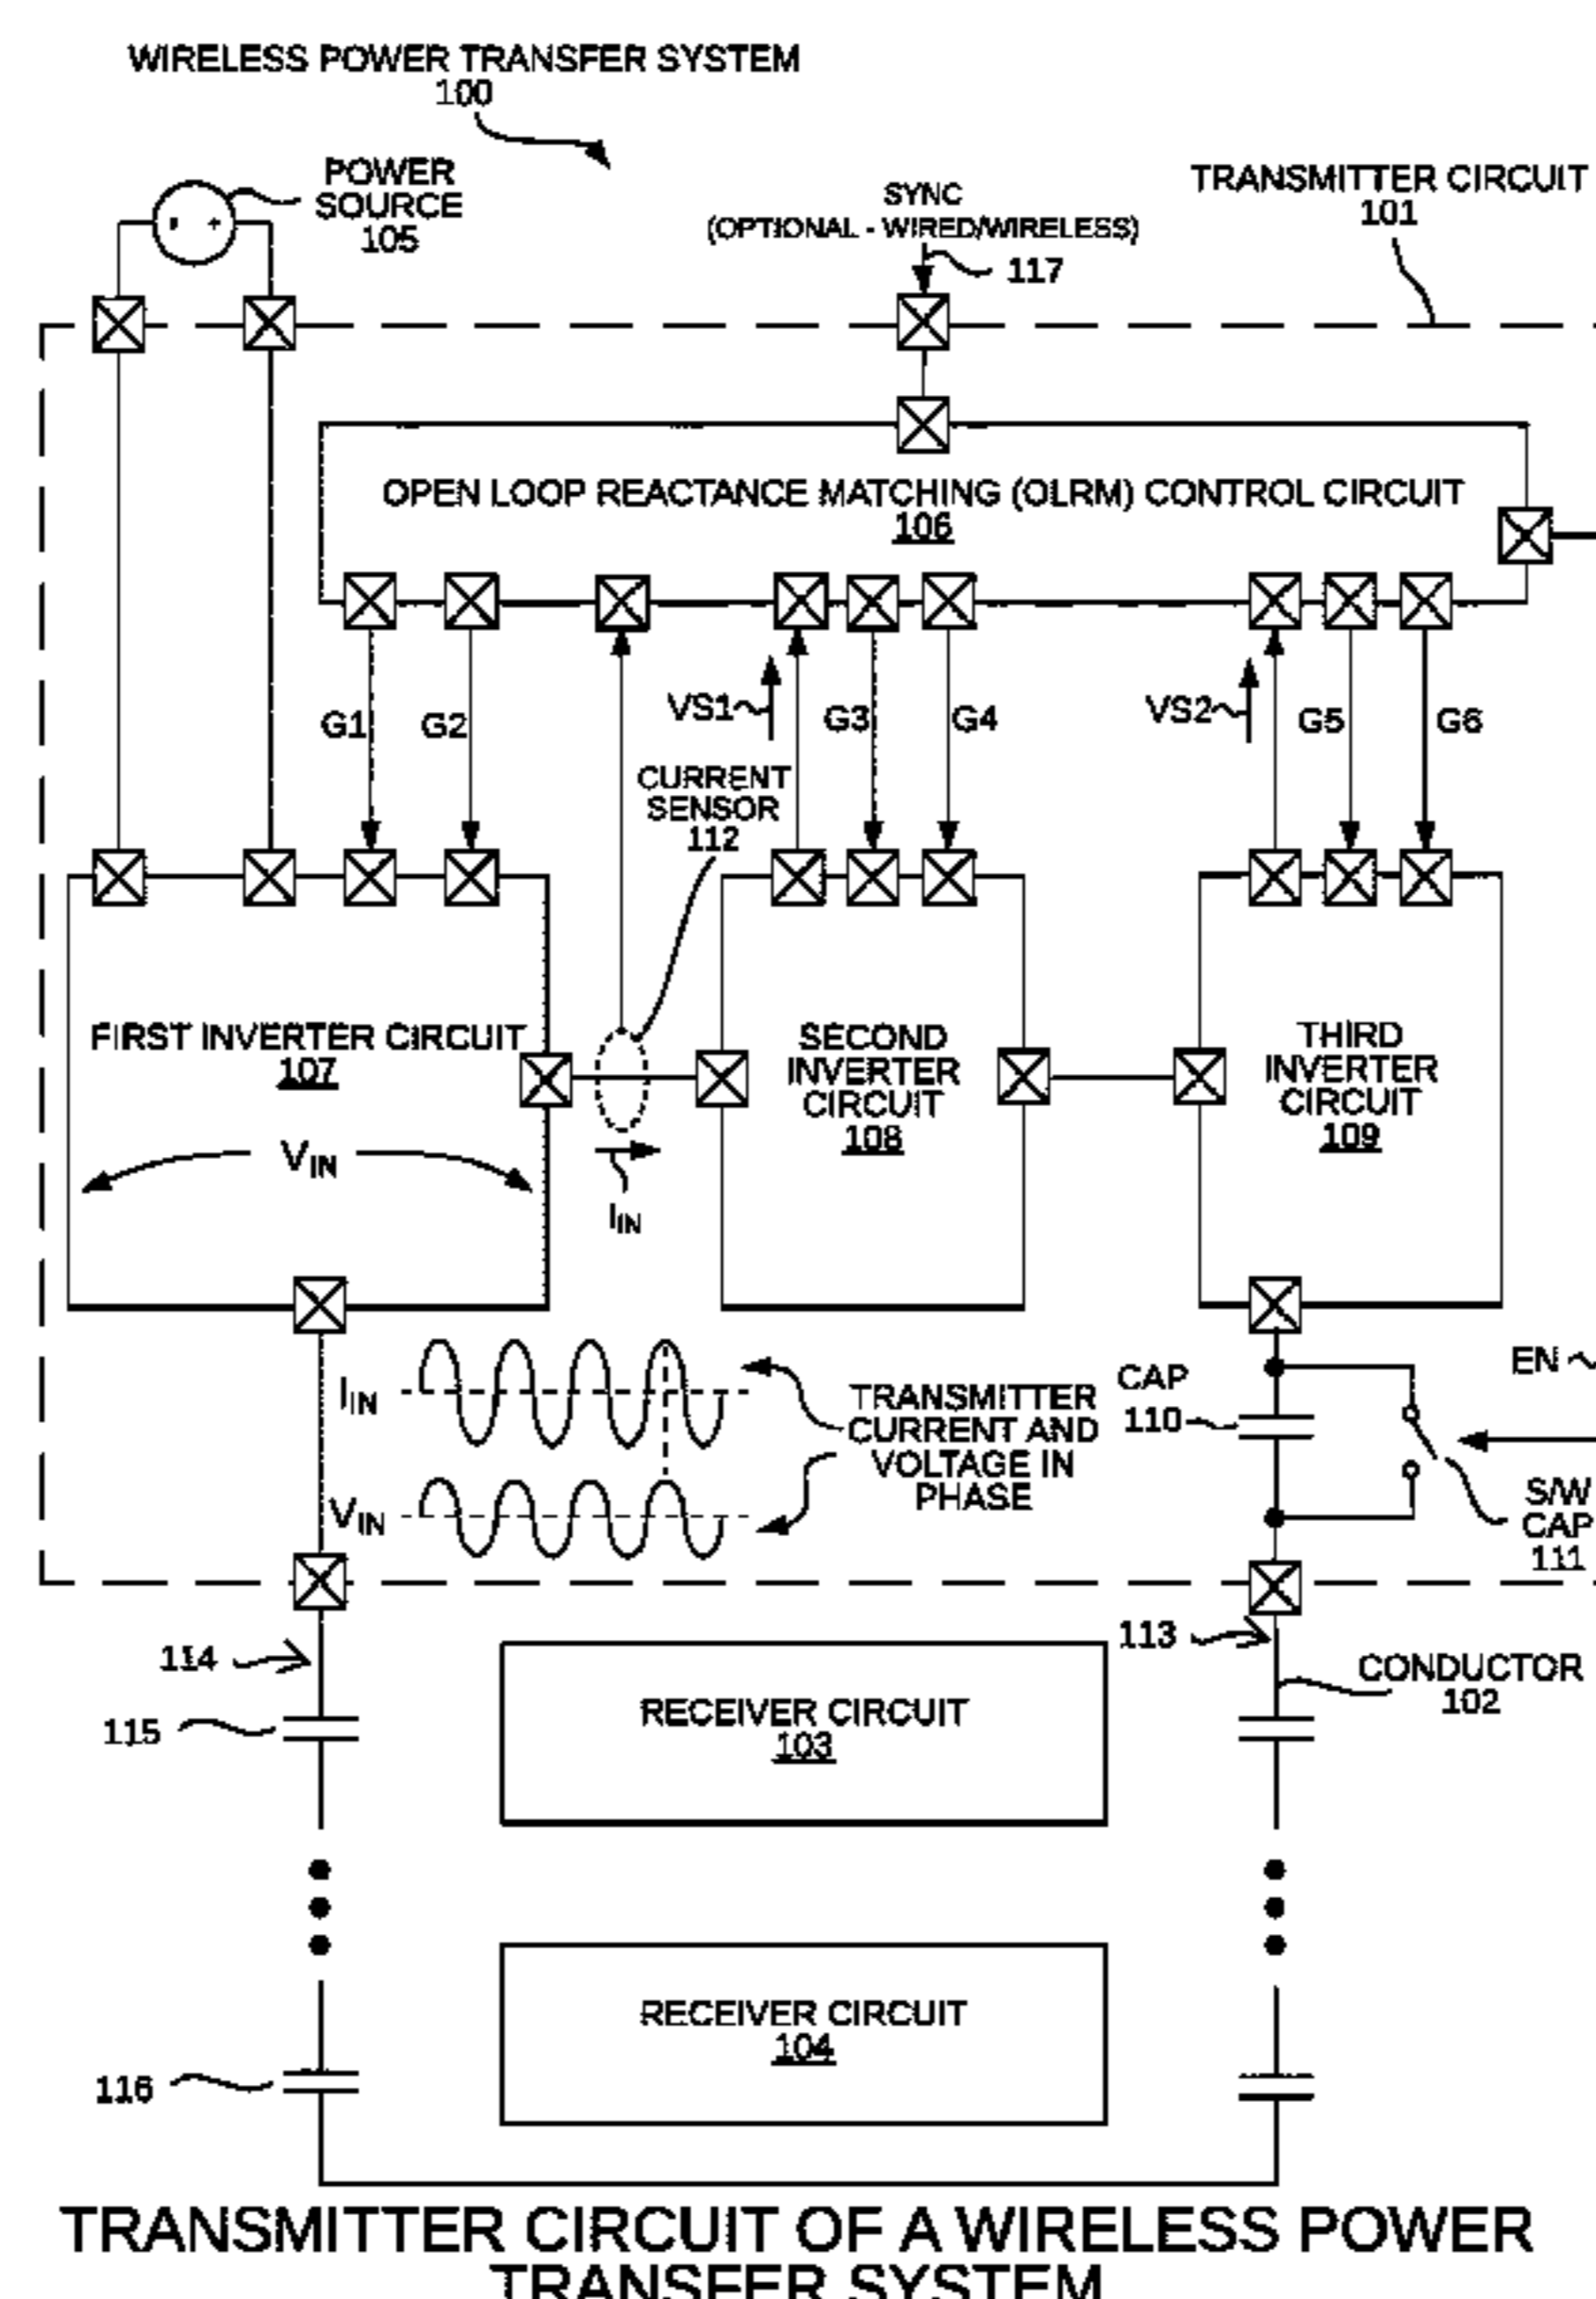 WIRELESS POWER TRANSFER SYSTEM
100
POWER
SOURCE
105
- +
SYNC
(OPTIONAL - WIRED/WIRELESS)
117
TRANSMITTER CIRCUIT
101
OPEN LOOP REACTANCE MATCHING (OLRM) CONTROL CIRCUIT
106
G1
G2
VS1
G3
G4
VS2
G5
G6
CURRENT
SENSOR
112
FIRST INVERTER CIRCUIT
107
VIN
IIN
SECOND
INVERTER
CIRCUIT
108
THIRD
INVERTER
CIRCUIT
109
IIN
VIN
TRANSMITTER
CURRENT AND
VOLTAGE IN
PHASE
CAP
110
EN
S/W
CAP
111
114
115
113
CONDUCTOR
102
RECEIVER CIRCUIT
103
RECEIVER CIRCUIT
104
116
TRANSMITTER CIRCUIT OF A WIRELESS POWER
TRANSFER SYSTEM